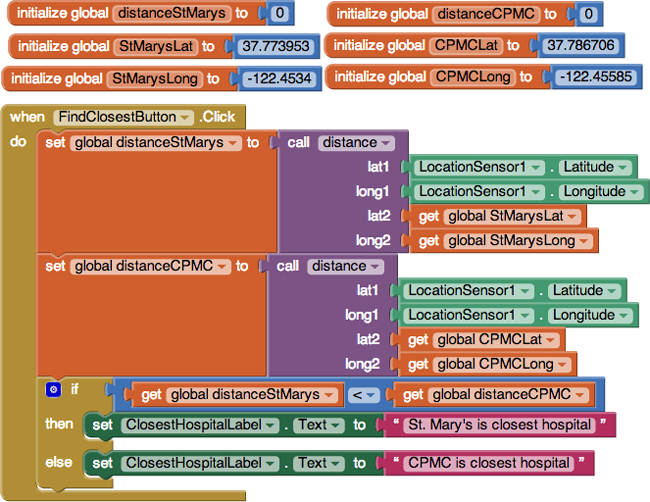 initialize global distanceStMarys to 0
initialize global distanceCPMC to 0
initialize global StMarysLat to 37.773953
initialize global CPMCLat to 37.786706
initialize global StMarysLong to -122.4534
initialize global CPMCLong to -122.45585
when FindClosestButton .Click
do set global distanceStMarys to call distance
lat1 LocationSensor1 . Latitude
long1 LocationSensor1 . Longitude
lat2 get global StMarysLat
long2 get global StMarysLong
set global distanceCPMC to call distance
lat1 LocationSensor1 . Latitude
long1 LocationSensor1 . Longitude
lat2 get global CPMCLat
long2 get global CPMCLong
if get global distanceStMarys < get global distanceCPMC
then set ClosestHospitalLabel . Text to “ St. Mary's is closest hospital ”
else set ClosestHospitalLabel . Text to “ CPMC is closest hospital ”